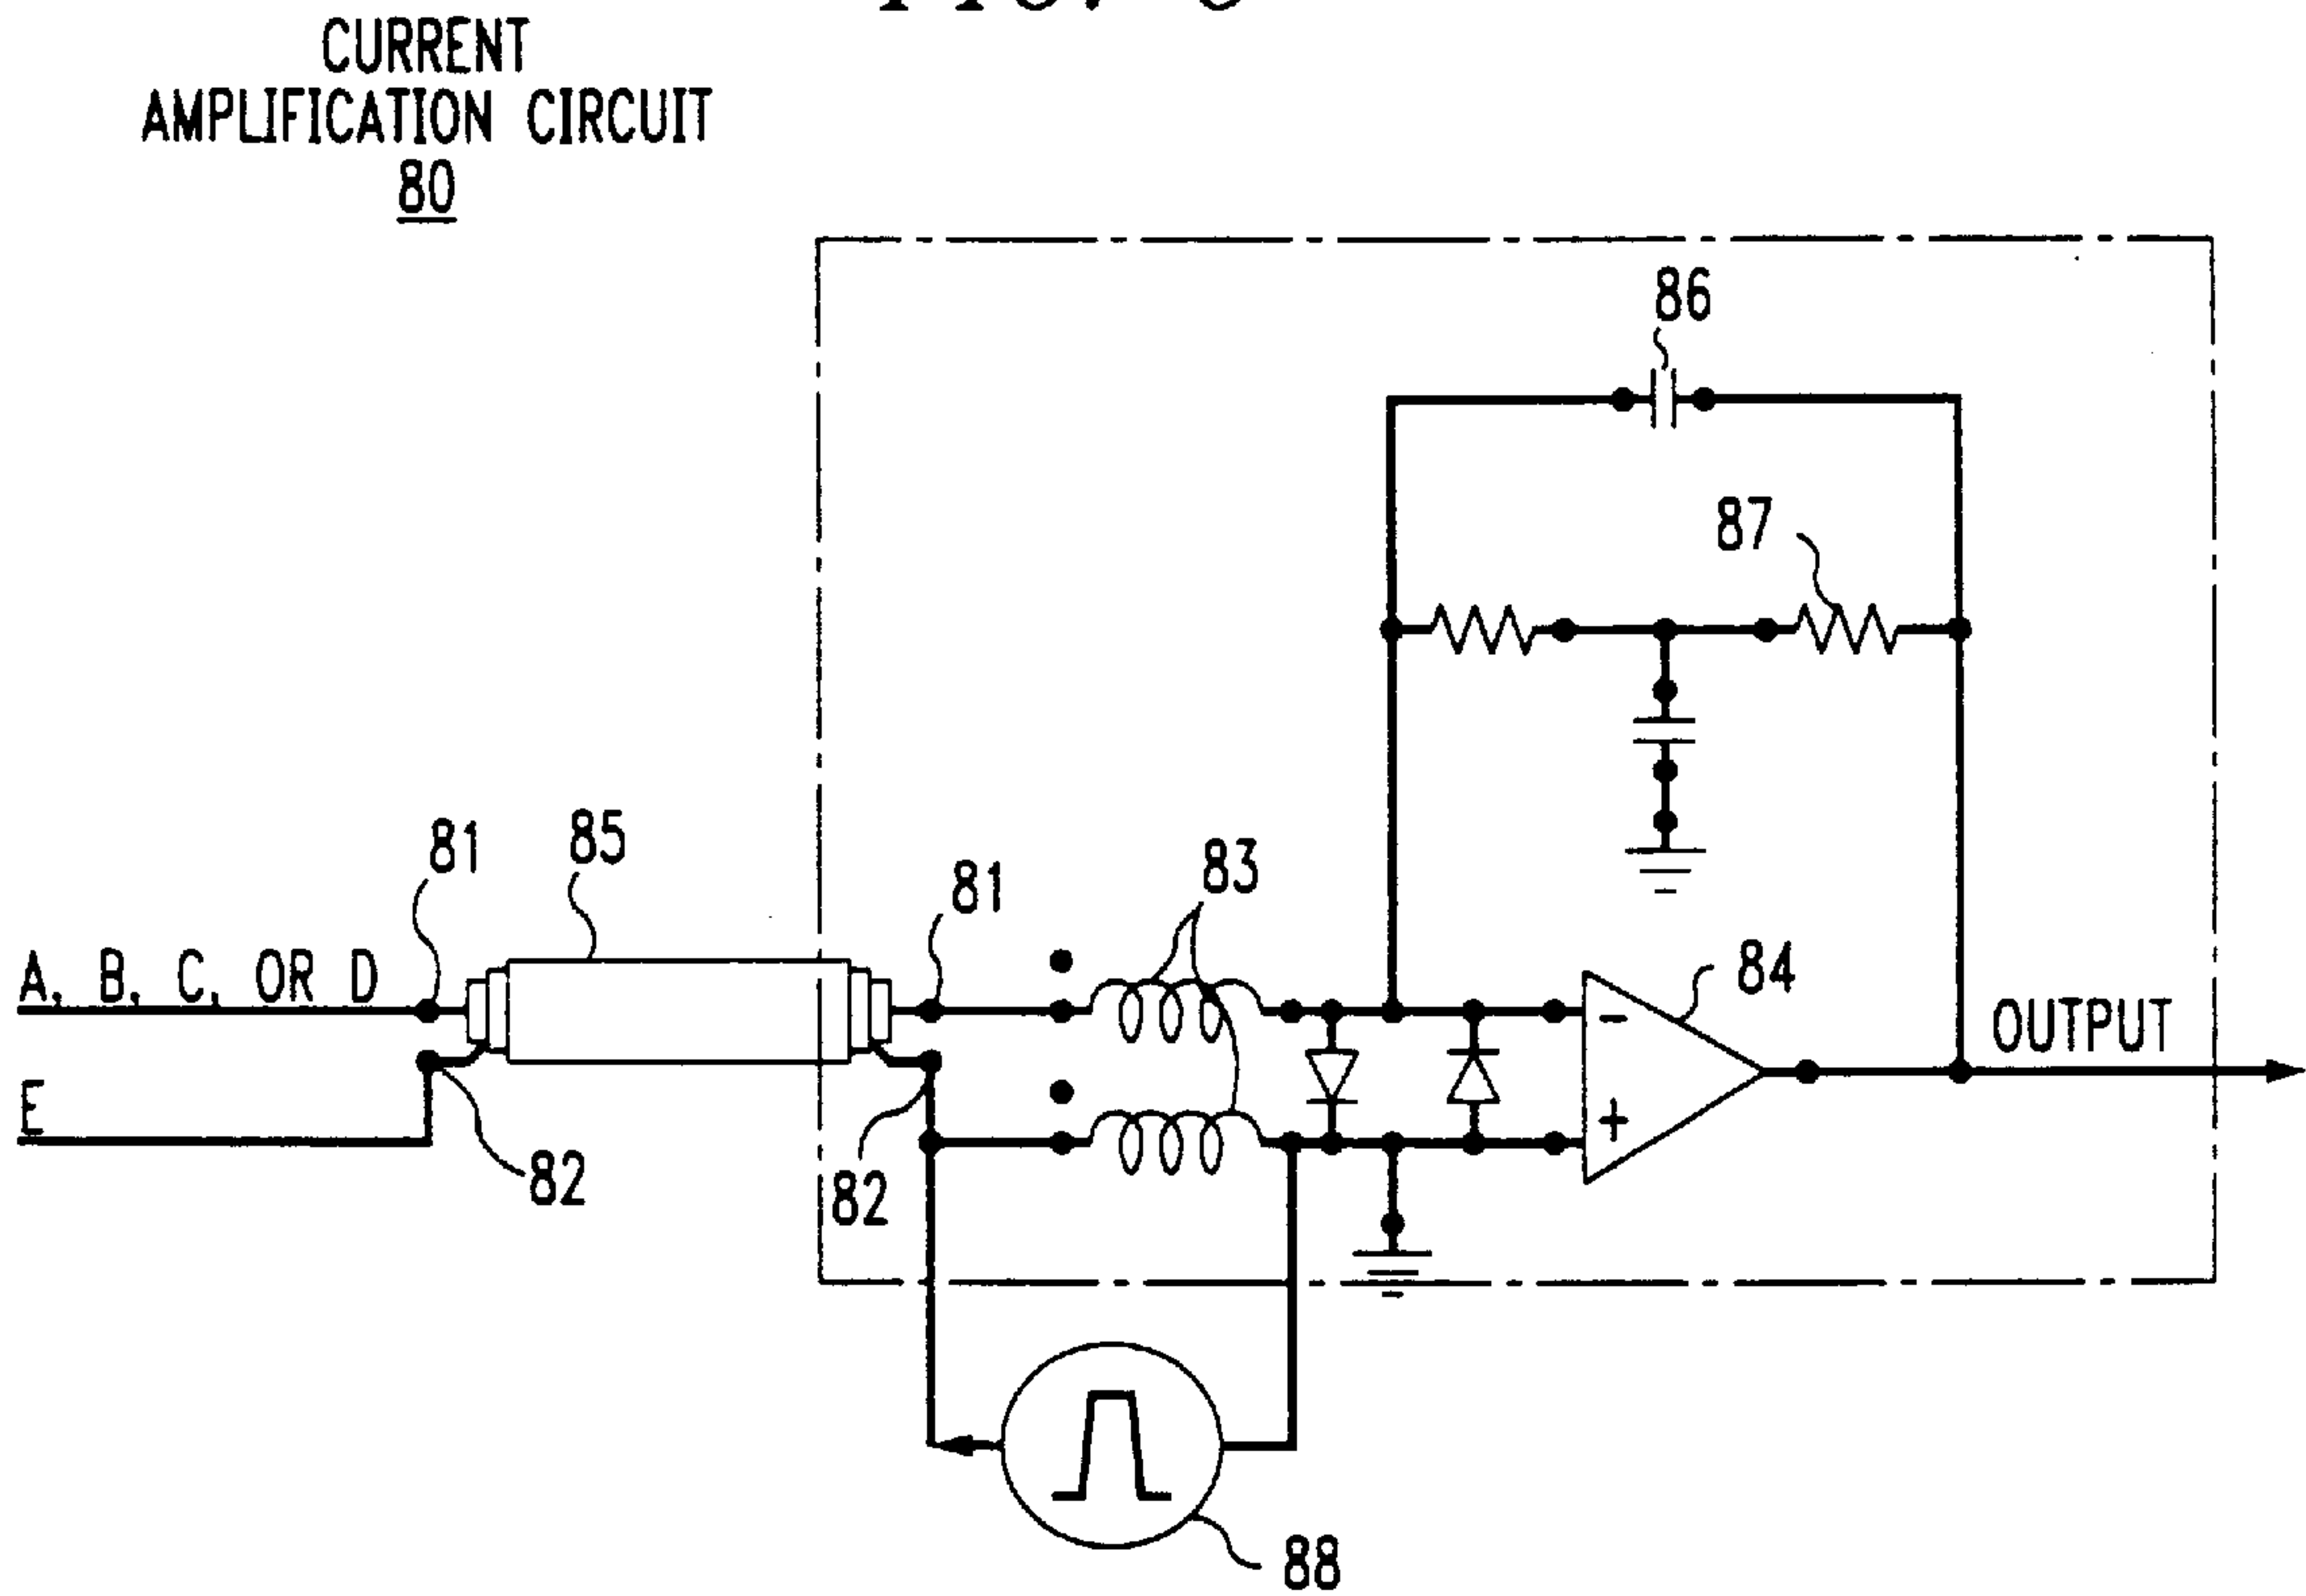 CURRENT
AMPLIFICATION CIRCUIT
80
86
87
81
85
81
83
84
A, B, C, OR D
OUTPUT
E
82
82
88